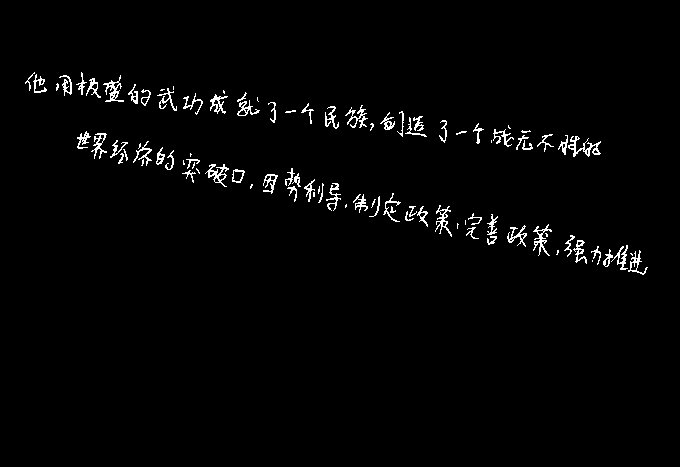 他用极盛的武功成就了一个民族,创造了一个战无不胜的
世界经济的突破口,因势利导,制定政策,完善政策,强力推进